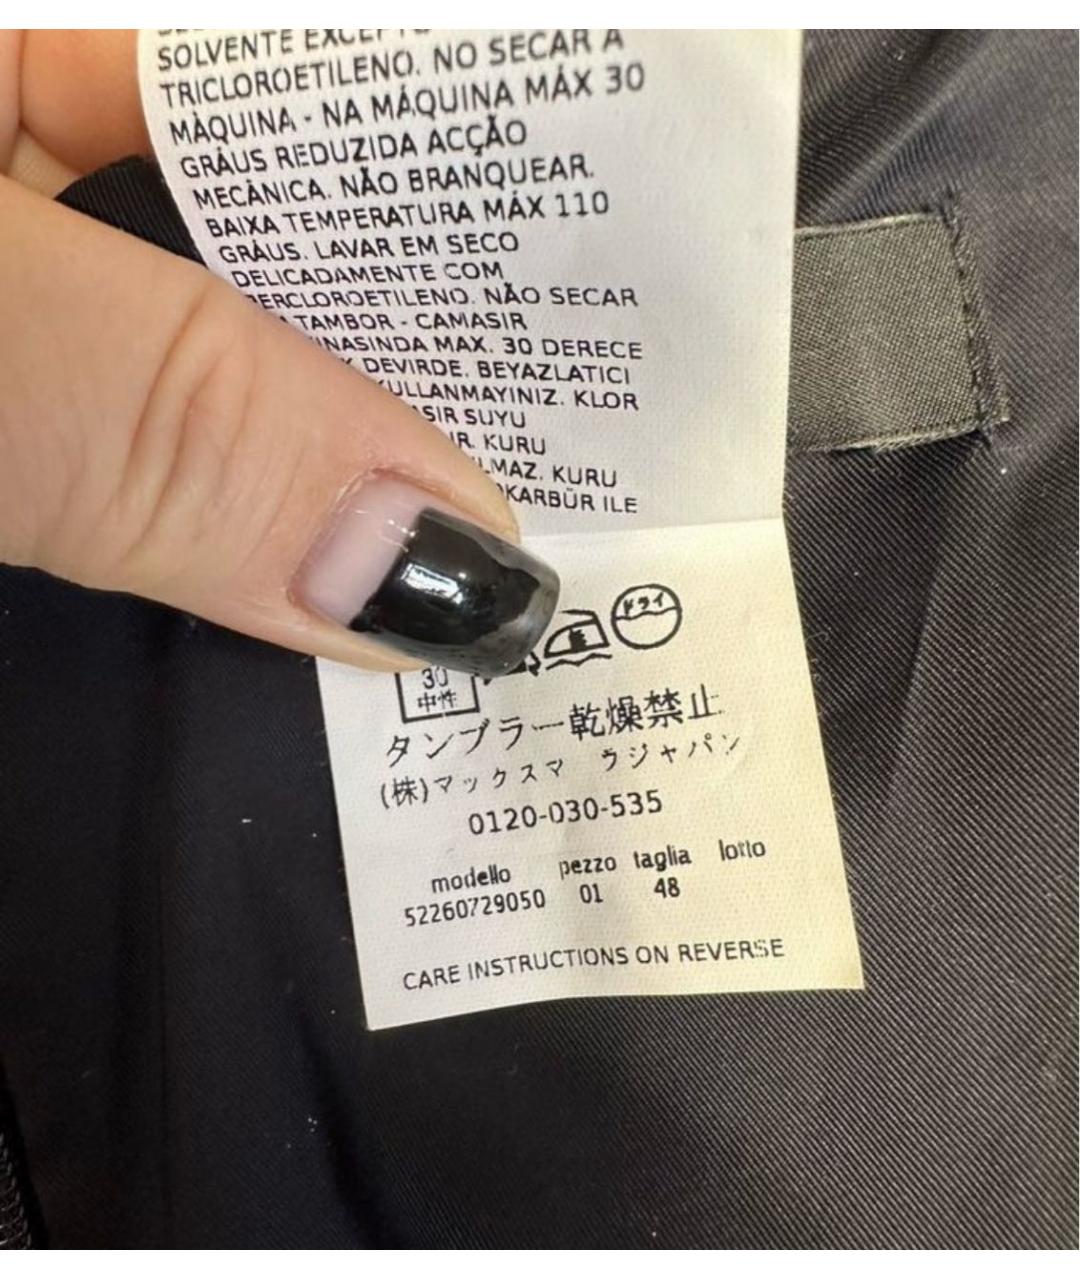 SOLVENTE EXCEPTO
TRICLOROETILENO. NO SECAR A
MÀQUINA - NA MÁQUINA MÁX 30
GRÁUS REDUZIDA ACÇÃO
MECÀNICA. NÃO BRANQUEAR.
BAIXA TEMPERATURA MÁX 110
GRÁUS. LAVAR EM SECO
DELICADAMENTE COM
PERCLOROETILENO. NÃO SECAR
TAMBOR - CAMASIR
INASINDA MAX. 30 DERECE
DEVIRDE. BEYAZLATICI
KULLANMAYINIZ. KLOR
SUYU
KURU
KURU
ILE
ドライ
30
中性
タンブラー乾燥禁止
(株)マックスマ ラジャパン
0120-030-535
modello pezzo taglia lotto
52260729050 01 48
CARE INSTRUCTIONS ON REVERSE